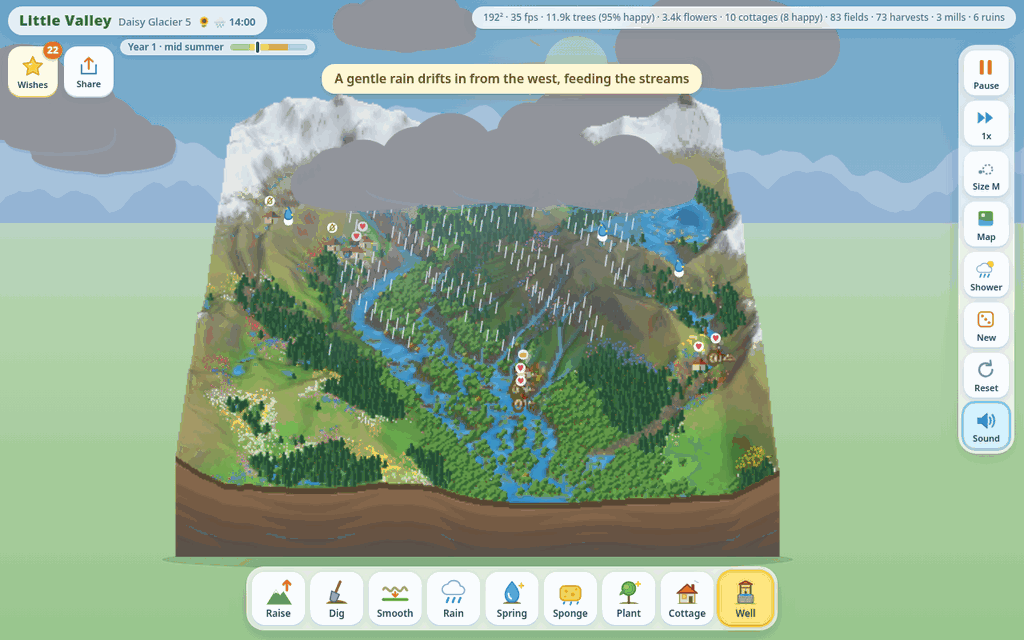 Little Valley Daisy Glacier 5 14:00
192² · 35 fps · 11.9k trees (95% happy) · 3.4k flowers · 10 cottages (8 happy) · 83 fields · 73 harvests · 3 mills · 6 ruins
Year 1 · mid summer
22
Wishes
Share
A gentle rain drifts in from the west, feeding the streams
Pause
1x
Size M
Map
Shower
New
Reset
Sound
Raise
Dig
Smooth
Rain
Spring
Sponge
Plant
Cottage
Well